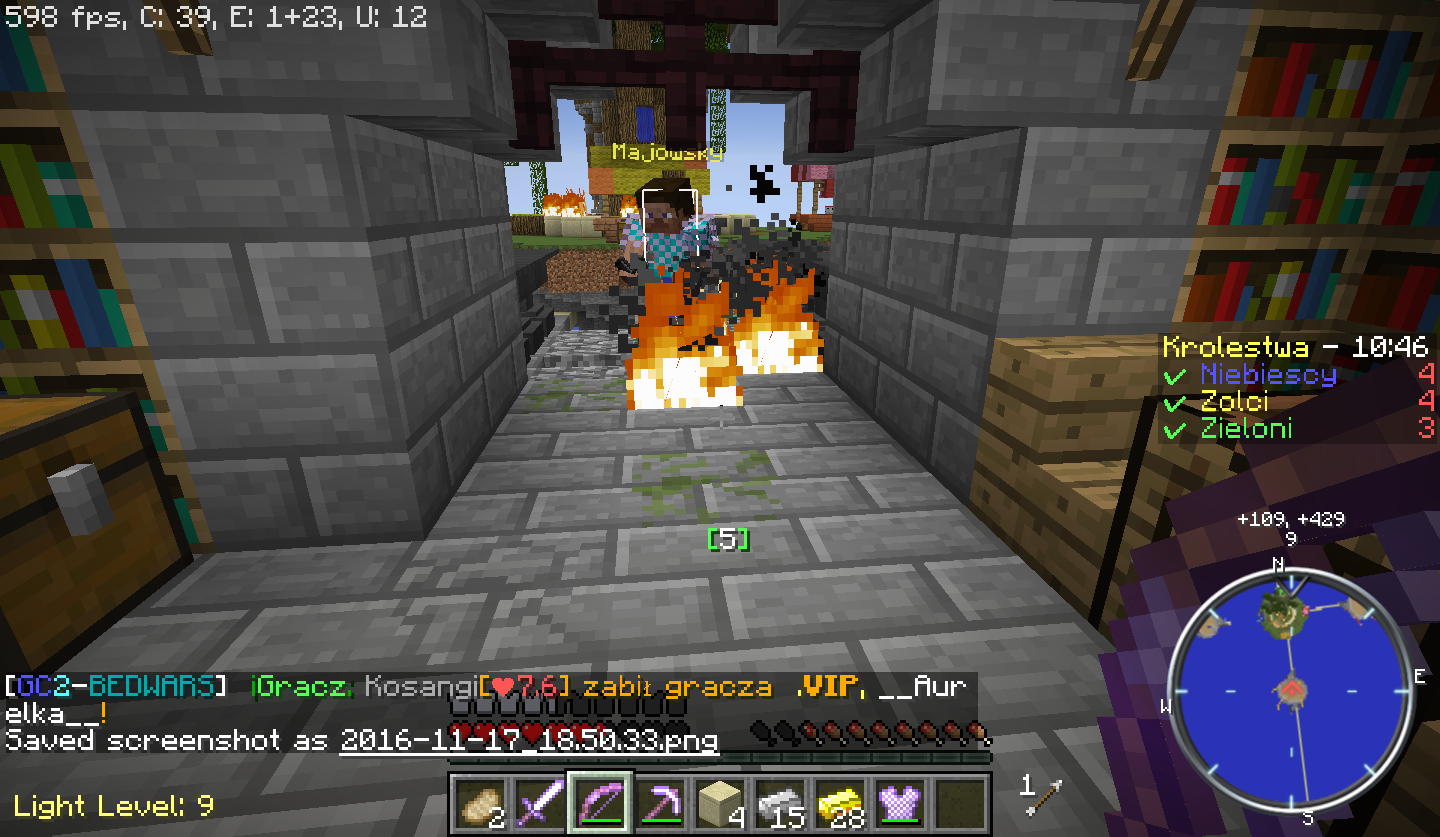 598 fps, C: 39, E: 1+23, U: 12
Majowsky
Krolestwa - 10:46
✓ Niebiescy 4
✓ Zolci 4
✓ Zieloni 3
+109, +429
9
N
E
W
S
[5]
[GC2-BEDWARS] Gracz Kosangi[♥7.6] zabił gracza .VIP. __Aur
elka__!
Saved screenshot as 2016-11-17_18.50.33.png
Light Level: 9
2
4
15
28
1